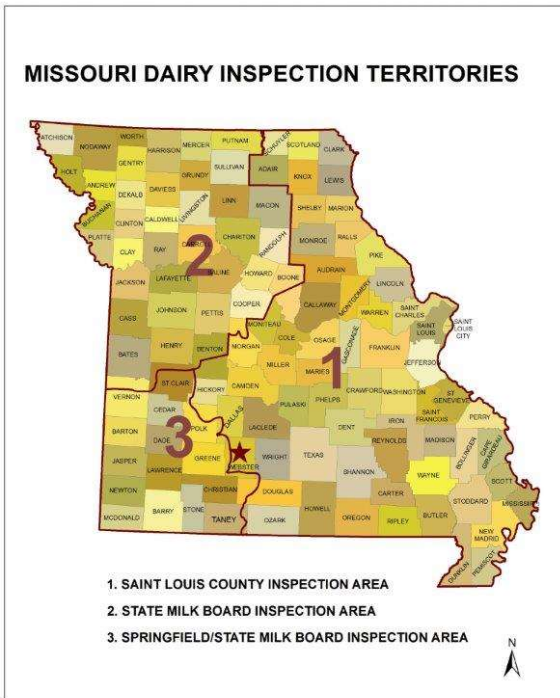 MISSOURI DAIRY INSPECTION TERRITORIES
ATCHISON
NODAWAY
WORTH
HARRISON
MERCER
PUTNAM
SCHUYLER
SCOTLAND
CLARK
HOLT
GENTRY
SULLIVAN
ADAIR
KNOX
LEWIS
ANDREW
DAVIESS
GRUNDY
BUCHANAN
DEKALB
LIVINGSTON
LINN
MACON
SHELBY
MARION
CLINTON
CALDWELL
PLATTE
CLAY
RAY
CARROLL
CHARITON
RANDOLPH
MONROE
RALLS
PIKE
2
JACKSON
LAFAYETTE
SALINE
HOWARD
BOONE
AUDRAIN
LINCOLN
CALLAWAY
MONTGOMERY
WARREN
SAINT
CHARLES
COOPER
CASS
JOHNSON
PETTIS
MONITEAU
COLE
OSAGE
GASCONADE
FRANKLIN
SAINT
LOUIS
SAINT
LOUIS
CITY
BATES
HENRY
BENTON
MORGAN
MILLER
MARIES
1
JEFFERSON
ST CLAIR
HICKORY
CAMDEN
CRAWFORD
WASHINGTON
ST
GENEVIEVE
VERNON
CEDAR
DALLAS
PULASKI
PHELPS
SAINT
FRANCOIS
PERRY
BARTON
DADE
POLK
LACLEDE
DENT
IRON
MADISON
BOLLINGER
CAPE
GIRARDEAU
3
JASPER
LAWRENCE
GREENE
WEBSTER
WRIGHT
TEXAS
SHANNON
REYNOLDS
WAYNE
SCOTT
NEWTON
CHRISTIAN
DOUGLAS
CARTER
STODDARD
MISSISSIPPI
MCDONALD
BARRY
STONE
TANEY
OZARK
HOWELL
OREGON
RIPLEY
BUTLER
NEW
MADRID
DUNKLIN
PEMISCOT
1. SAINT LOUIS COUNTY INSPECTION AREA
2. STATE MILK BOARD INSPECTION AREA
3. SPRINGFIELD/STATE MILK BOARD INSPECTION AREA
N